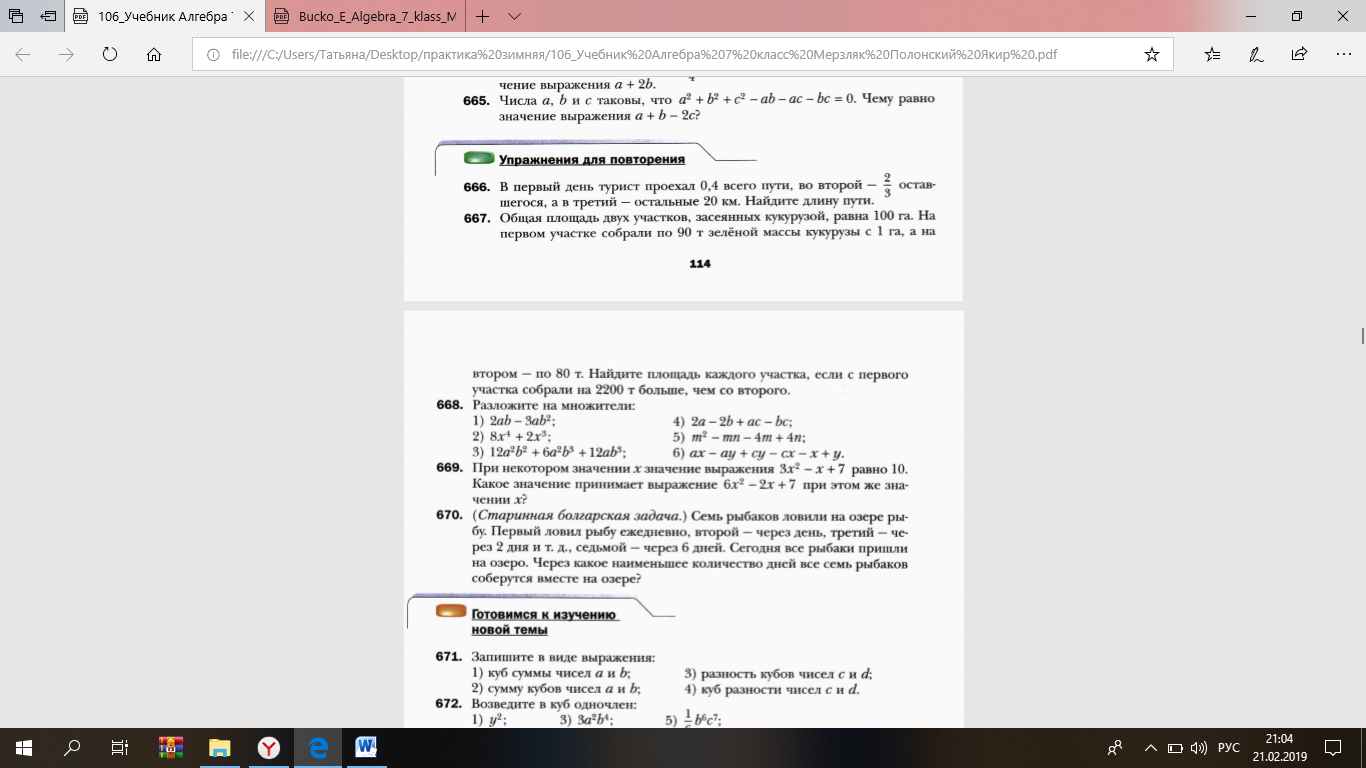 106_Учебник Алгебра
Bucko_E_Algebra_7_klass_M
file:///C:/Users/Татьяна/Desktop/практика%20зимняя/106_Учебник%20Алгебра%207%20класс%20Мерзляк%20Полонский%20Якир%20.pdf
чение выражения a + 2b.
665. Числа a, b и c таковы, что a² + b² + c² – ab – ac – bc = 0. Чему равно
значение выражения a + b – 2c?
Упражнения для повторения
666. В первый день турист проехал 0,4 всего пути, во второй — 2/3 остав-
шегося, а в третий — остальные 20 км. Найдите длину пути.
667. Общая площадь двух участков, засеянных кукурузой, равна 100 га. На
первом участке собрали по 90 т зелёной массы кукурузы с 1 га, а на
114
втором — по 80 т. Найдите площадь каждого участка, если с первого
участка собрали на 2200 т больше, чем со второго.
668. Разложите на множители:
1) 2ab – 3ab²; 4) 2a – 2b + ac – bc;
2) 8x⁴ + 2x³; 5) m² – mn – 4m + 4n;
3) 12a²b² + 6a²b³ + 12ab³; 6) ax – ay + cy – cx – x + y.
669. При некотором значении x значение выражения 3x² – x + 7 равно 10.
Какое значение принимает выражение 6x² – 2x + 7 при этом же зна-
чении x?
670. (Старинная болгарская задача.) Семь рыбаков ловили на озере ры-
бу. Первый ловил рыбу ежедневно, второй — через день, третий — че-
рез 2 дня и т. д., седьмой — через 6 дней. Сегодня все рыбаки пришли
на озеро. Через какое наименьшее количество дней все семь рыбаков
соберутся вместе на озере?
Готовимся к изучению
новой темы
671. Запишите в виде выражения:
1) куб суммы чисел a и b; 3) разность кубов чисел c и d;
2) сумму кубов чисел a и b; 4) куб разности чисел c и d.
672. Возведите в куб одночлен:
1) y²; 3) 3a²b⁴; 5) b⁶c⁷;
РУС
21:04
21.02.2019